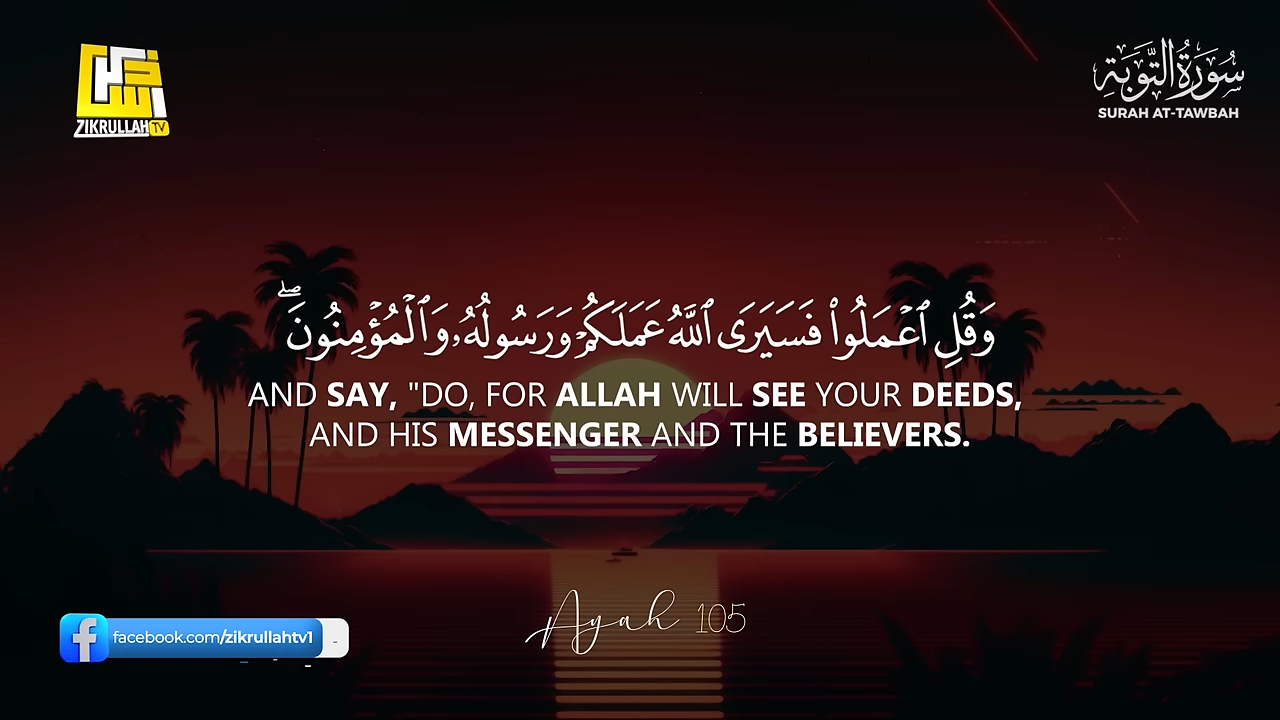 ZIKRULLAH TV
سُورَةُ التَّوْبَةِ
SURAH AT-TAWBAH
وَقُلِ ٱعْمَلُوا۟ فَسَيَرَى ٱللَّهُ عَمَلَكُمْ وَرَسُولُهُۥ وَٱلْمُؤْمِنُونَ ۖ
AND SAY, "DO, FOR ALLAH WILL SEE YOUR DEEDS,
AND HIS MESSENGER AND THE BELIEVERS.
Ayah 105
facebook.com/zikrullahtv1